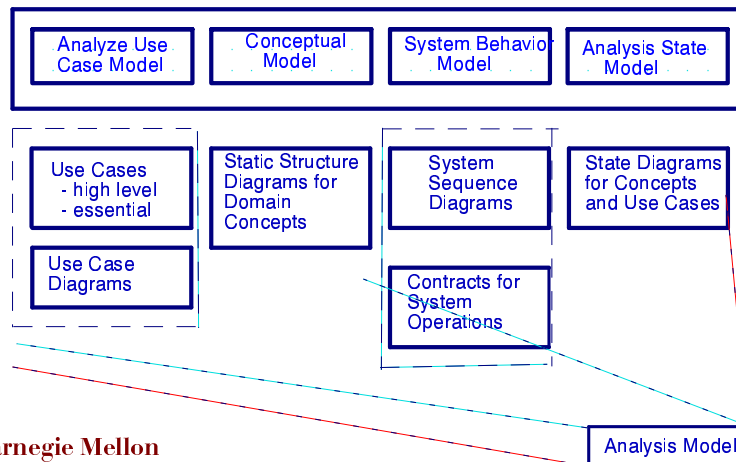 Analyze Use
Case Model
Conceptual
Model
System Behavior
Model
Analysis State
Model
Use Cases
- high level
- essential
Use Case
Diagrams
Static Structure
Diagrams for
Domain
Concepts
System
Sequence
Diagrams
Contracts for
System
Operations
State Diagrams
for Concepts
and Use Cases
Analysis Model
arnegie Mellon